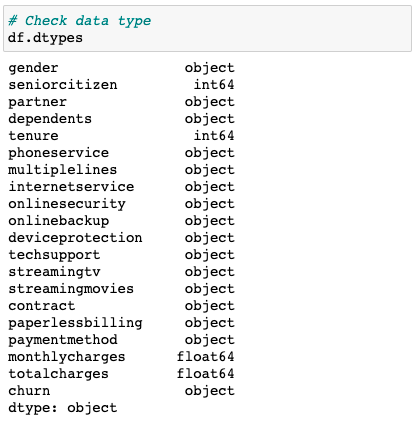 # Check data type
df.dtypes
gender object
seniorcitizen int64
partner object
dependents object
tenure int64
phoneservice object
multiplelines object
internetservice object
onlinesecurity object
onlinebackup object
deviceprotection object
techsupport object
streamingtv object
streamingmovies object
contract object
paperlessbilling object
paymentmethod object
monthlycharges float64
totalcharges float64
churn object
dtype: object